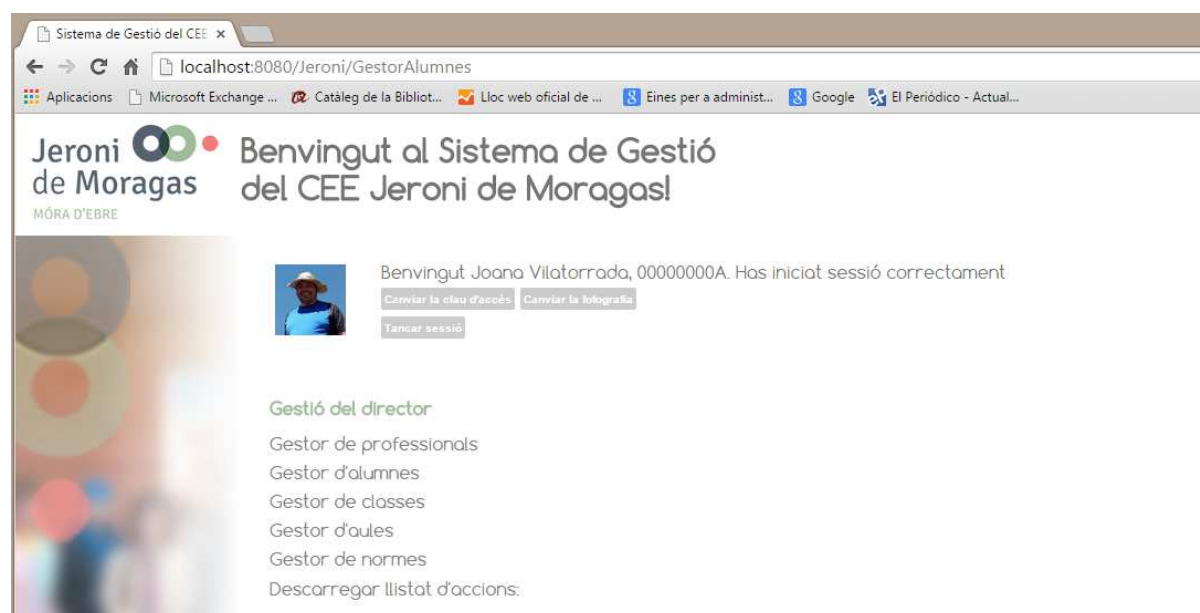 Sistema de Gestió del CEE
localhost:8080/Jeroni/GestorAlumnes
Aplicacions Microsoft Exchange ... Catàleg de la Bibliot... Lloc web oficial de ... Eines per a administ... Google El Periódico - Actual...
Jeroni
de Moragas
MÓRA D'EBRE
Benvingut al Sistema de Gestió
del CEE Jeroni de Moragas!
Benvingut Joana Vilatorrada, 00000000A. Has iniciat sessió correctament
Canviar la clau d'accés Canviar la fotografia
Tancar sessió
Gestió del director
Gestor de professionals
Gestor d'alumnes
Gestor de classes
Gestor d'aules
Gestor de normes
Descarregar llistat d'accions: